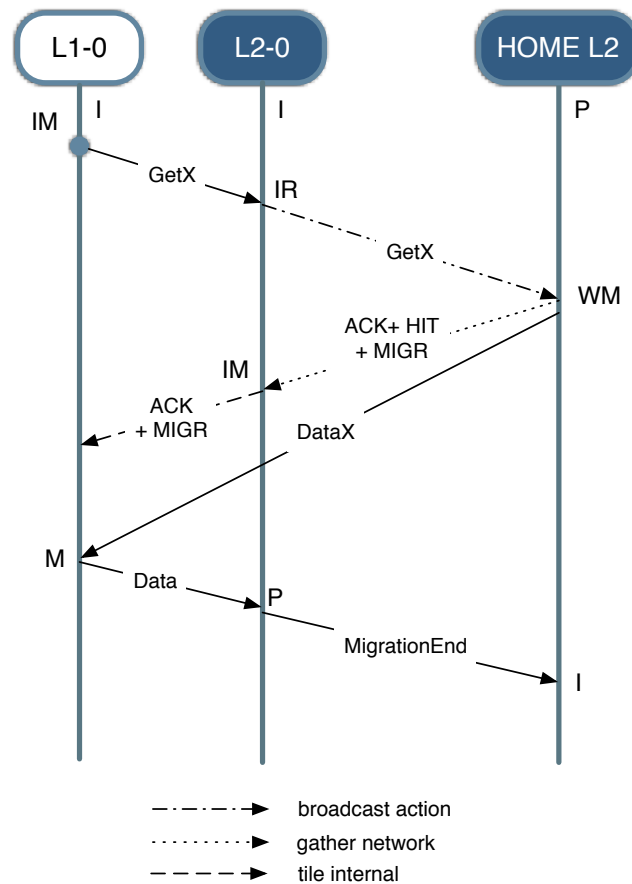 L1-0
L2-0
HOME L2
I
I
P
IM
GetX
IR
GetX
WM
ACK+ HIT
+ MIGR
IM
ACK
+ MIGR
DataX
M
Data
P
MigrationEnd
I
broadcast action
gather network
tile internal